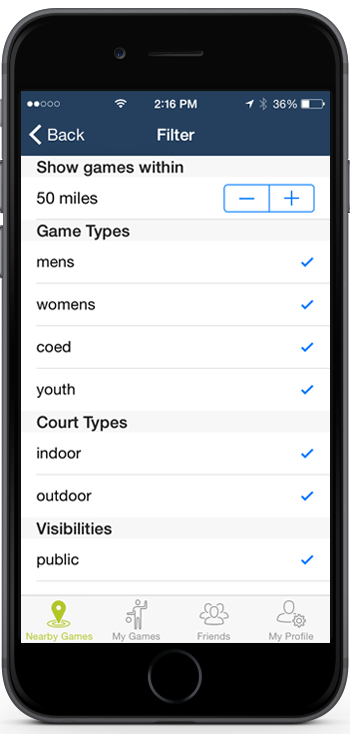 2:16 PM 36%
Back Filter
Show games within
50 miles
Game Types
mens
womens
coed
youth
Court Types
indoor
outdoor
Visibilities
public
Nearby Games My Games Friends My Profile